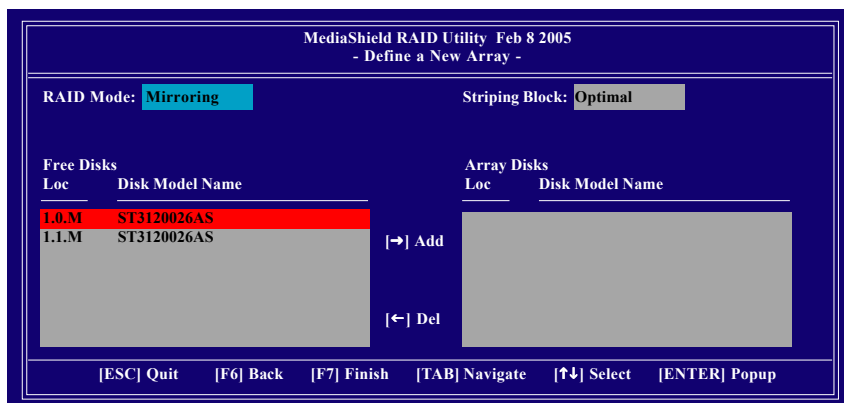 MediaShield RAID Utility Feb 8 2005
- Define a New Array -
RAID Mode: Mirroring
Striping Block: Optimal
Free Disks
Loc Disk Model Name
1.0.M ST3120026AS
1.1.M ST3120026AS
[→] Add
[←] Del
Array Disks
Loc Disk Model Name
[ESC] Quit [F6] Back [F7] Finish [TAB] Navigate [↑↓] Select [ENTER] Popup